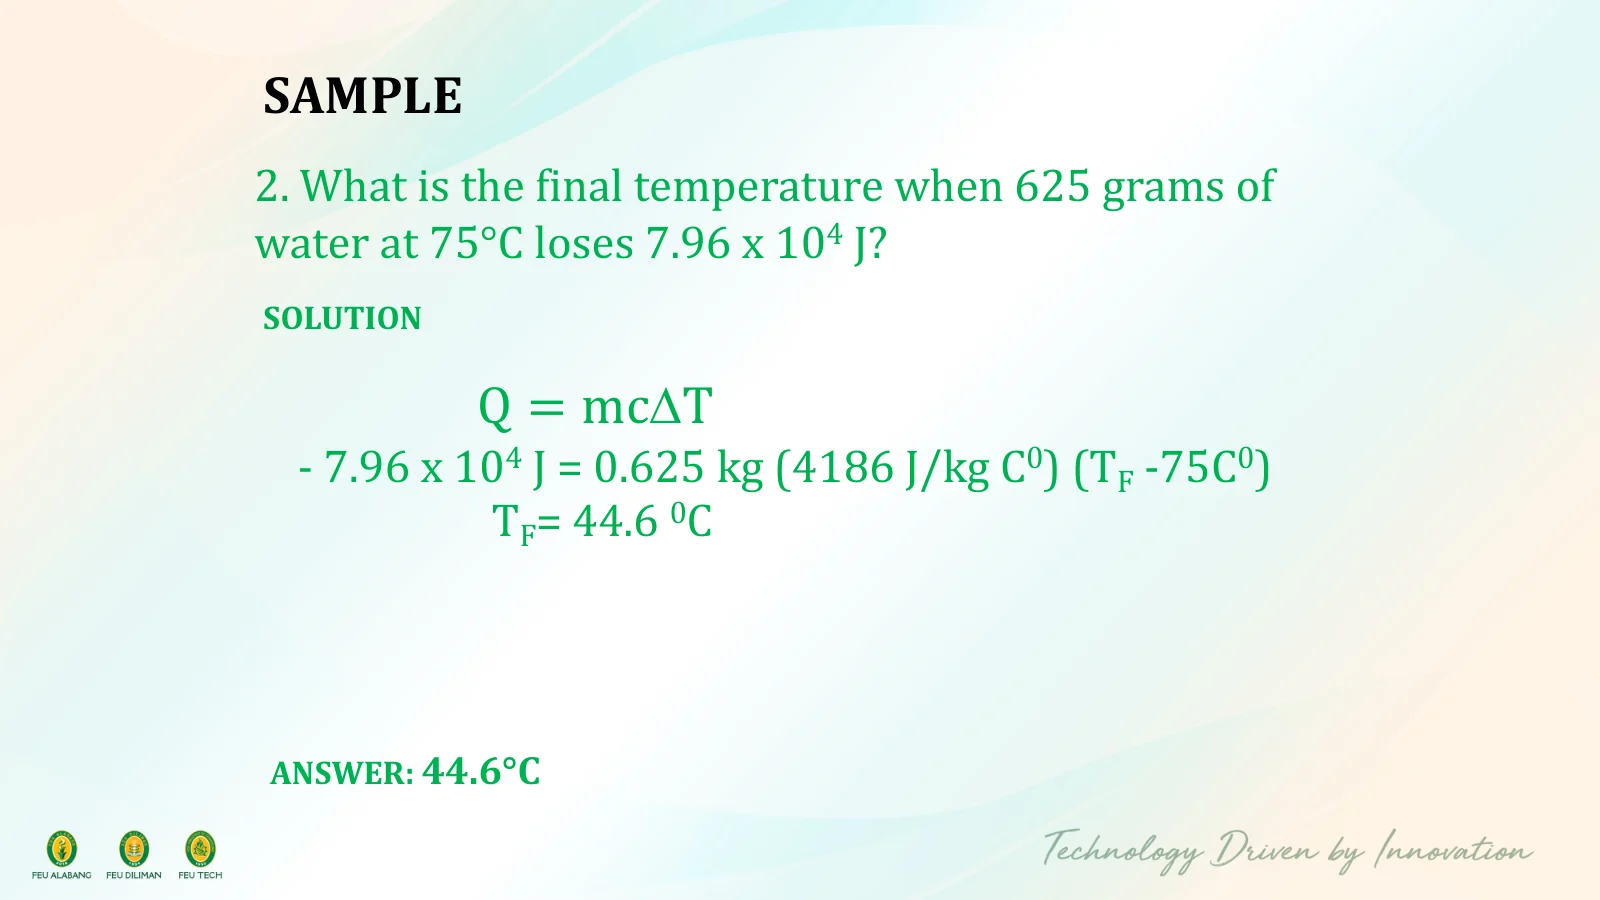 SAMPLE
2. What is the final temperature when 625 grams of
water at 75°C loses 7.96 x 10⁴ J?
SOLUTION
Q = mc∆T
- 7.96 x 10⁴ J = 0.625 kg (4186 J/kg C⁰) (T_F -75C⁰)
T_F= 44.6 ⁰C
ANSWER: 44.6°C
FEU ALABANG FEU DILIMAN FEU TECH
Technology Driven by Innovation